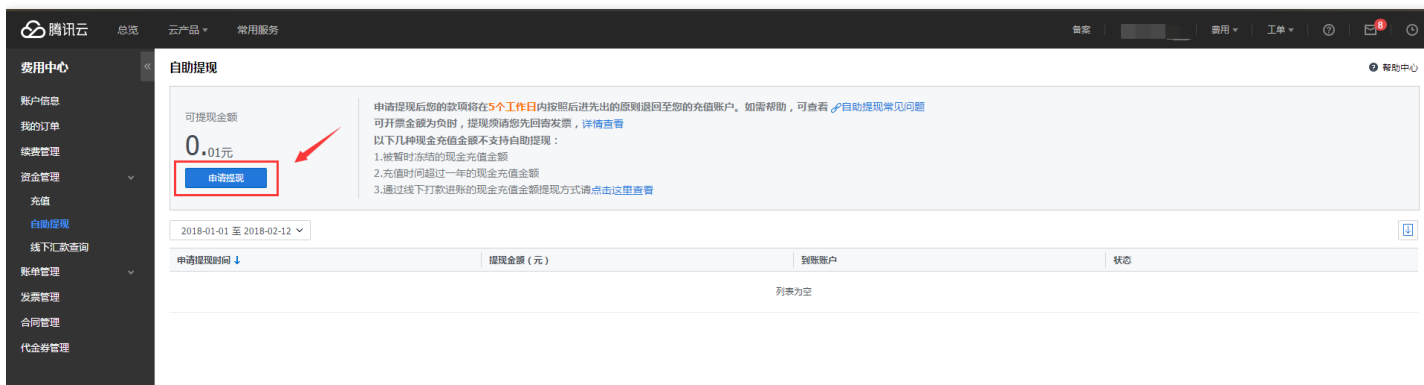 腾讯云 总览 云产品 常用服务 备案 费用 工单 8
费用中心
自助提现
帮助中心
账户信息
我的订单
续费管理
资金管理
充值
自助提现
线下汇款查询
账单管理
发票管理
合同管理
代金券管理
可提现金额
0.01元
申请提现
申请提现后您的款项将在5个工作日内按照后进先出的原则退回至您的充值账户。如需帮助，可查看 自助提现常见问题
可开票金额为负时，提现烦请您先回寄发票，详情查看
以下几种现金充值金额不支持自助提现：
1.被暂时冻结的现金充值金额
2.充值时间超过一年的现金充值金额
3.通过线下打款进账的现金充值金额提现方式请点击这里查看
2018-01-01 至 2018-02-12
申请提现时间 提现金额（元） 到账账户 状态
列表为空